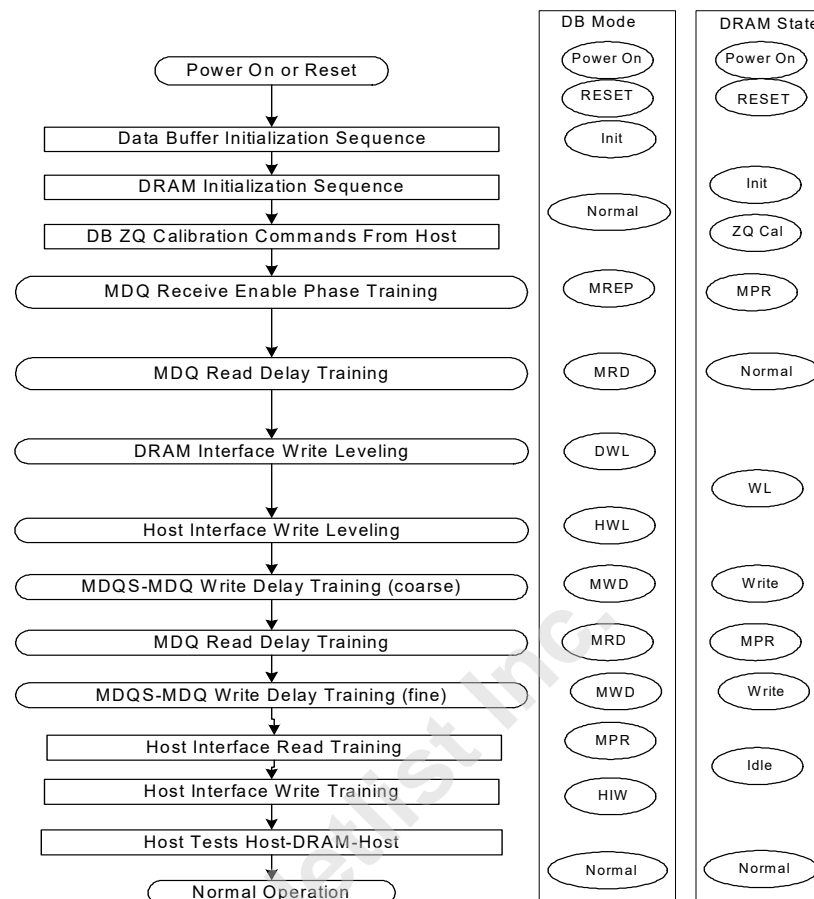 DB Mode
DRAM State
Power On or Reset
Power On
Power On
RESET
RESET
Data Buffer Initialization Sequence
Init
DRAM Initialization Sequence
Init
Normal
DB ZQ Calibration Commands From Host
ZQ Cal
MDQ Receive Enable Phase Training
MREP
MPR
MDQ Read Delay Training
MRD
Normal
DRAM Interface Write Leveling
DWL
WL
Host Interface Write Leveling
HWL
MDQS-MDQ Write Delay Training (coarse)
MWD
Write
MDQ Read Delay Training
MRD
MPR
MDQS-MDQ Write Delay Training (fine)
MWD
Write
Host Interface Read Training
MPR
Idle
Host Interface Write Training
HIW
Host Tests Host-DRAM-Host
Normal
Normal
Normal Operation
etlist Inc.